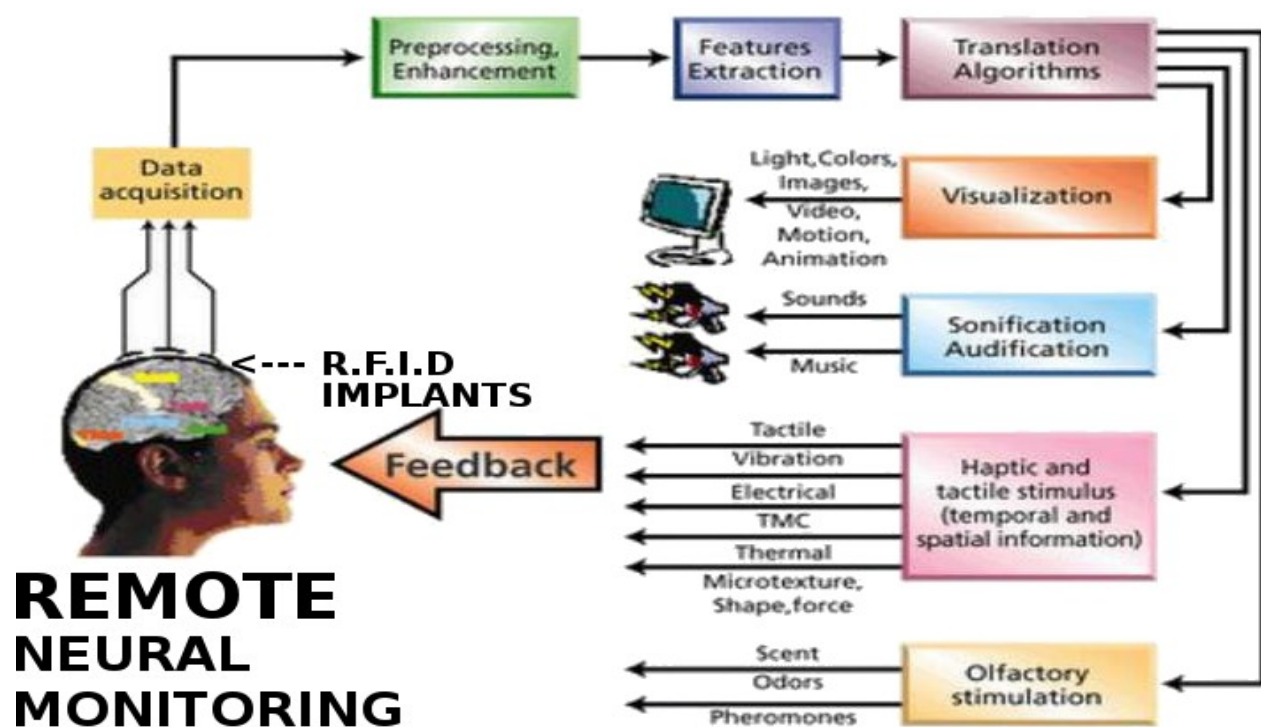 Preprocessing,
Enhancement
Features
Extraction
Translation
Algorithms
Data
acquisition
Light,Colors,
Images,
Video,
Motion,
Animation
Visualization
Sounds
Music
Sonification
Audification
<--- R.F.I.D
IMPLANTS
Feedback
Tactile
Vibration
Electrical
TMC
Thermal
Microtexture,
Shape,force
Haptic and
tactile stimulus
(temporal and
spatial information)
REMOTE
NEURAL
MONITORING
Scent
Odors
Pheromones
Olfactory
stimulation